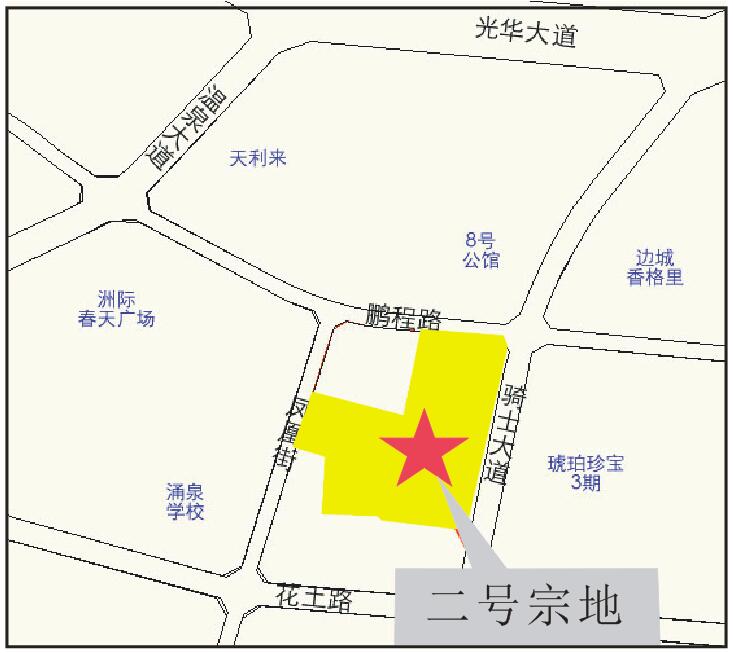 光华大道
温泉大道
天利来
8号
公馆
边城
香格里
洲际
春天广场
鹏程路
凤凰街
骑士大道
琥珀珍宝
3期
涌泉
学校
花土路
二号宗地